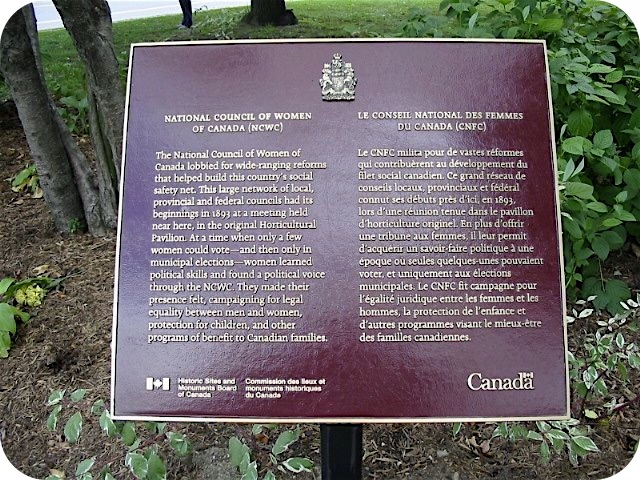 NATIONAL COUNCIL OF WOMEN
OF CANADA (NCWC)
The National Council of Women of
Canada lobbied for wide-ranging reforms
that helped build this country's social
safety net. This large network of local,
provincial and federal councils had its
beginnings in 1893 at a meeting held
near here, in the original Horticultural
Pavilion. At a time when only a few
women could vote—and then only in
municipal elections—women learned
political skills and found a political voice
through the NCWC. They made their
presence felt, campaigning for legal
equality between men and women,
protection for children, and other
programs of benefit to Canadian families.
LE CONSEIL NATIONAL DES FEMMES
DU CANADA (CNFC)
Le CNFC milita pour de vastes réformes
qui contribuèrent au développement du
filet social canadien. Ce grand réseau de
conseils locaux, provinciaux et fédéral
connut ses débuts près d'ici, en 1893,
lors d'une réunion tenue dans le pavillon
d'horticulture originel. En plus d'offrir
une tribune aux femmes, il leur permit
d'acquérir un savoir-faire politique à une
époque ou seules quelques-unes pouvaient
voter, et uniquement aux élections
municipales. Le CNFC fit campagne pour
l'égalité juridique entre les femmes et les
hommes, la protection de l'enfance et
d'autres programmes visant le mieux-être
des familles canadiennes.
Historic Sites and
Monuments Board
of Canada
Commission des lieux et
monuments historiques
du Canada
Canada